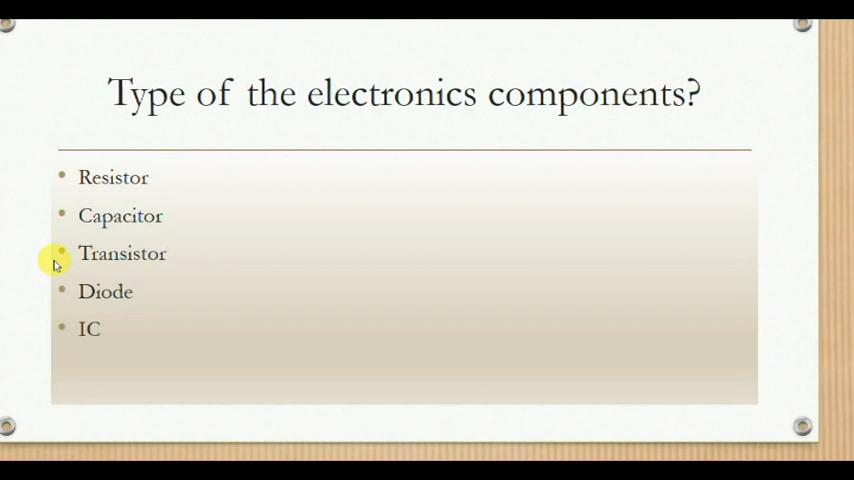 Type of the electronics components?
Resistor
Capacitor
Transistor
Diode
IC